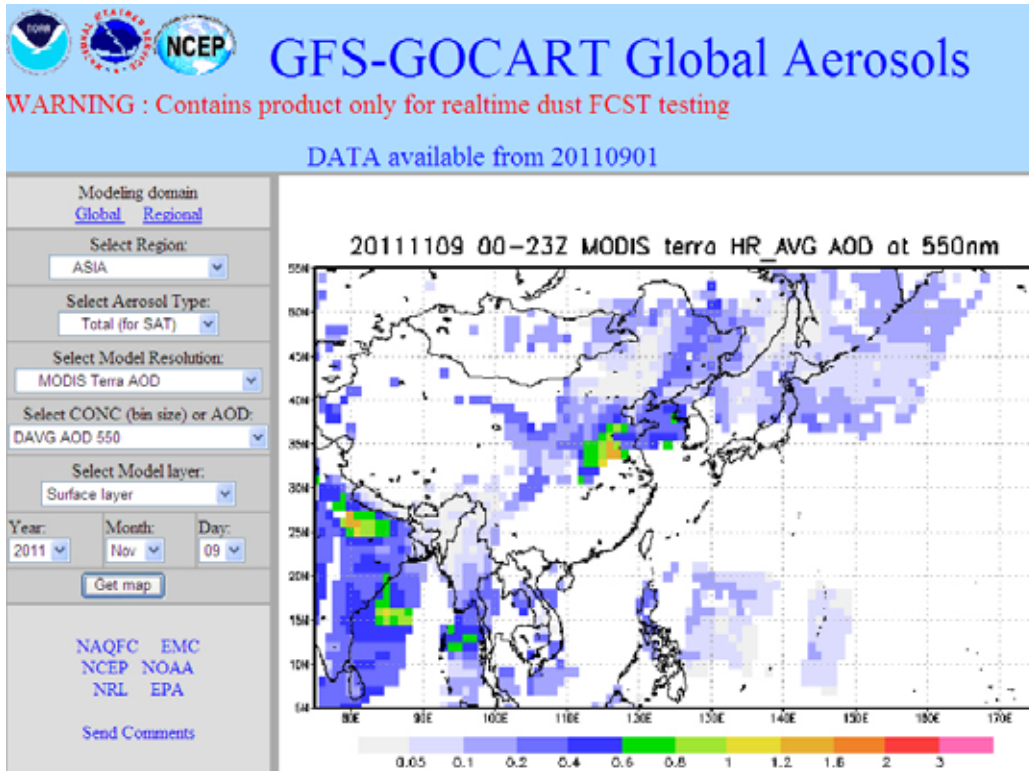 NOAA
NATIONAL WEATHER SERVICE
NCEP
GFS-GOCART Global Aerosols
WARNING : Contains product only for realtime dust FCST testing
DATA available from 20110901
Modeling domain
Global Regional
Select Region:
ASIA
Select Aerosol Type:
Total (for SAT)
Select Model Resolution:
MODIS Terra AOD
Select CONC (bin size) or AOD:
DAVG AOD 550
Select Model layer:
Surface layer
Year: Month: Day:
2011 Nov 09
Get map
NAQFC EMC
NCEP NOAA
NRL EPA
Send Comments
20111109 00-23Z MODIS terra HR_AVG AOD at 550nm
55N
50N
45N
40N
35N
30N
25N
20N
15N
10N
5N
80E 90E 100E 110E 120E 130E 140E 150E 160E 170E
0.05 0.1 0.2 0.4 0.6 0.8 1 1.2 1.6 2 3